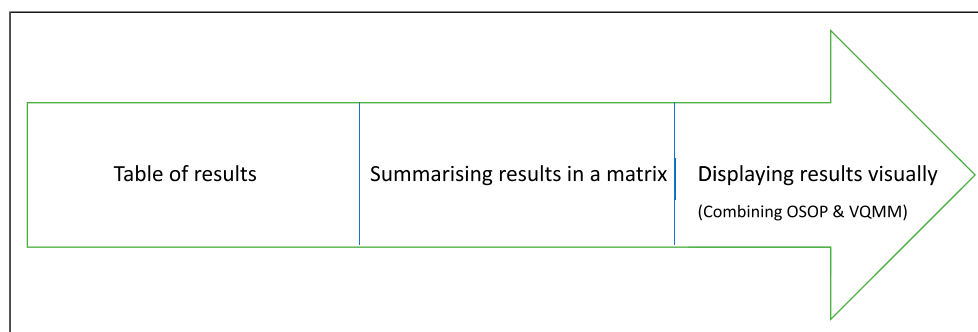 Table of results
Summarising results in a matrix
Displaying results visually
(Combining OSOP & VQMM)